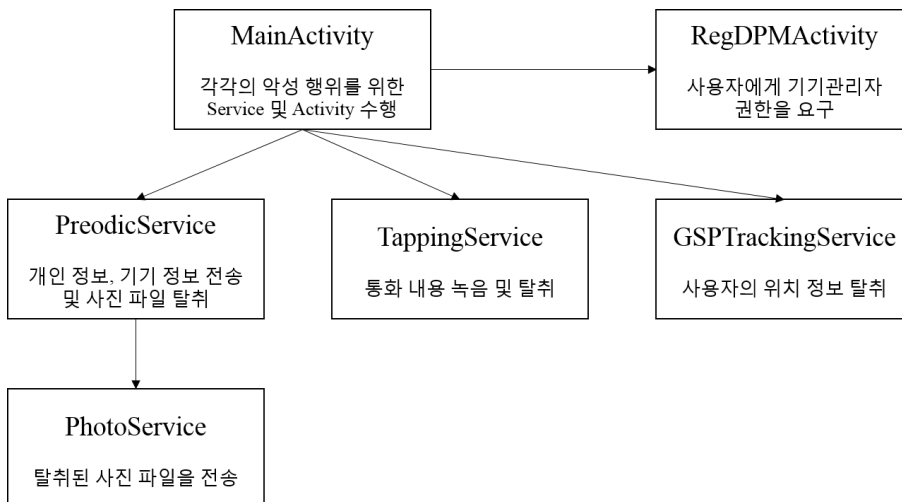 MainActivity
각각의 악성 행위를 위한
Service 및 Activity 수행
RegDPMActivity
사용자에게 기기관리자
권한을 요구
PreodicService
개인 정보, 기기 정보 전송
및 사진 파일 탈취
TappingService
통화 내용 녹음 및 탈취
GSPTrackingService
사용자의 위치 정보 탈취
PhotoService
탈취된 사진 파일을 전송